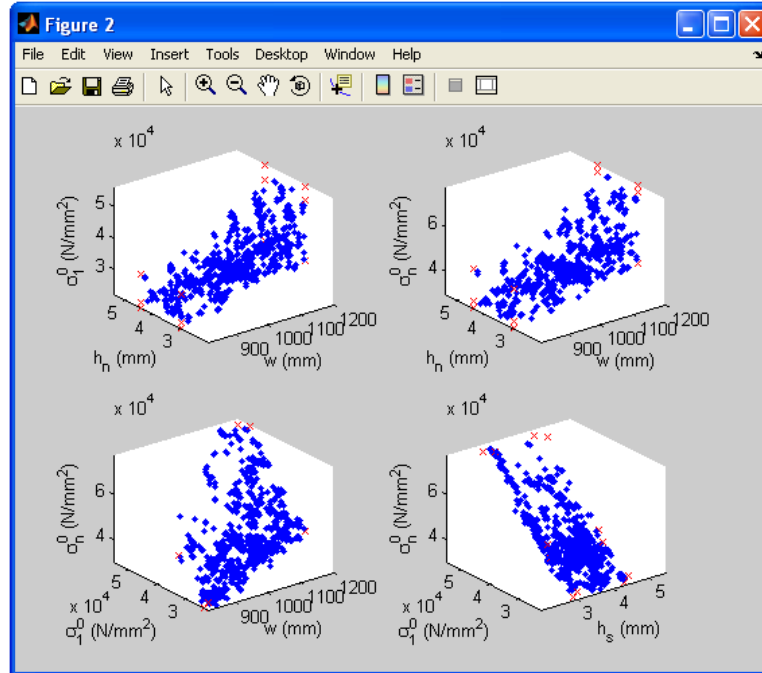 Figure 2
File Edit View Insert Tools Desktop Window Help
x 10^4
5
4
3
σ_1^0 (N/mm^2)
5
4
3
h_n (mm)
900
1000
1100
1200
w (mm)
x 10^4
6
4
σ_n^0 (N/mm^2)
5
4
3
h_n (mm)
900
1000
1100
1200
w (mm)
x 10^4
6
4
σ_n^0 (N/mm^2)
5
4
3
x 10^4
σ_1^0 (N/mm^2)
900
1000
1100
1200
w (mm)
x 10^4
6
4
σ_n^0 (N/mm^2)
5
4
3
x 10^4
σ_1^0 (N/mm^2)
3
4
5
h_s (mm)